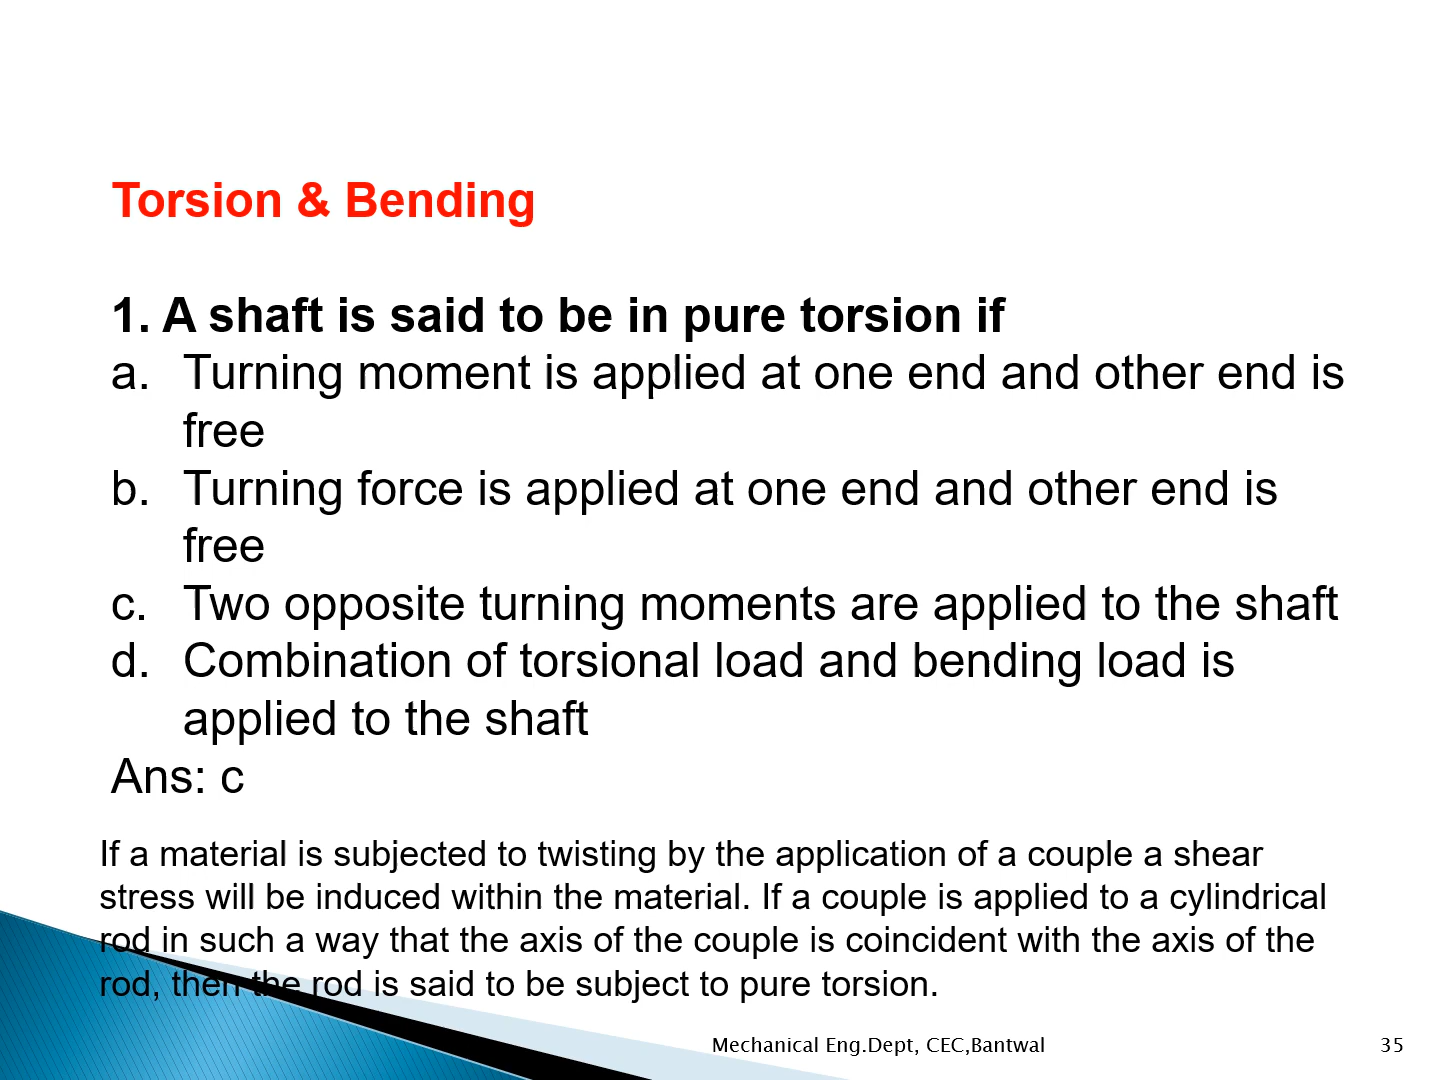 Torsion & Bending
1. A shaft is said to be in pure torsion if
a. Turning moment is applied at one end and other end is
free
b. Turning force is applied at one end and other end is
free
c. Two opposite turning moments are applied to the shaft
d. Combination of torsional load and bending load is
applied to the shaft
Ans: c
If a material is subjected to twisting by the application of a couple a shear
stress will be induced within the material. If a couple is applied to a cylindrical
rod in such a way that the axis of the couple is coincident with the axis of the
rod, then the rod is said to be subject to pure torsion.
Mechanical Eng.Dept, CEC,Bantwal 35